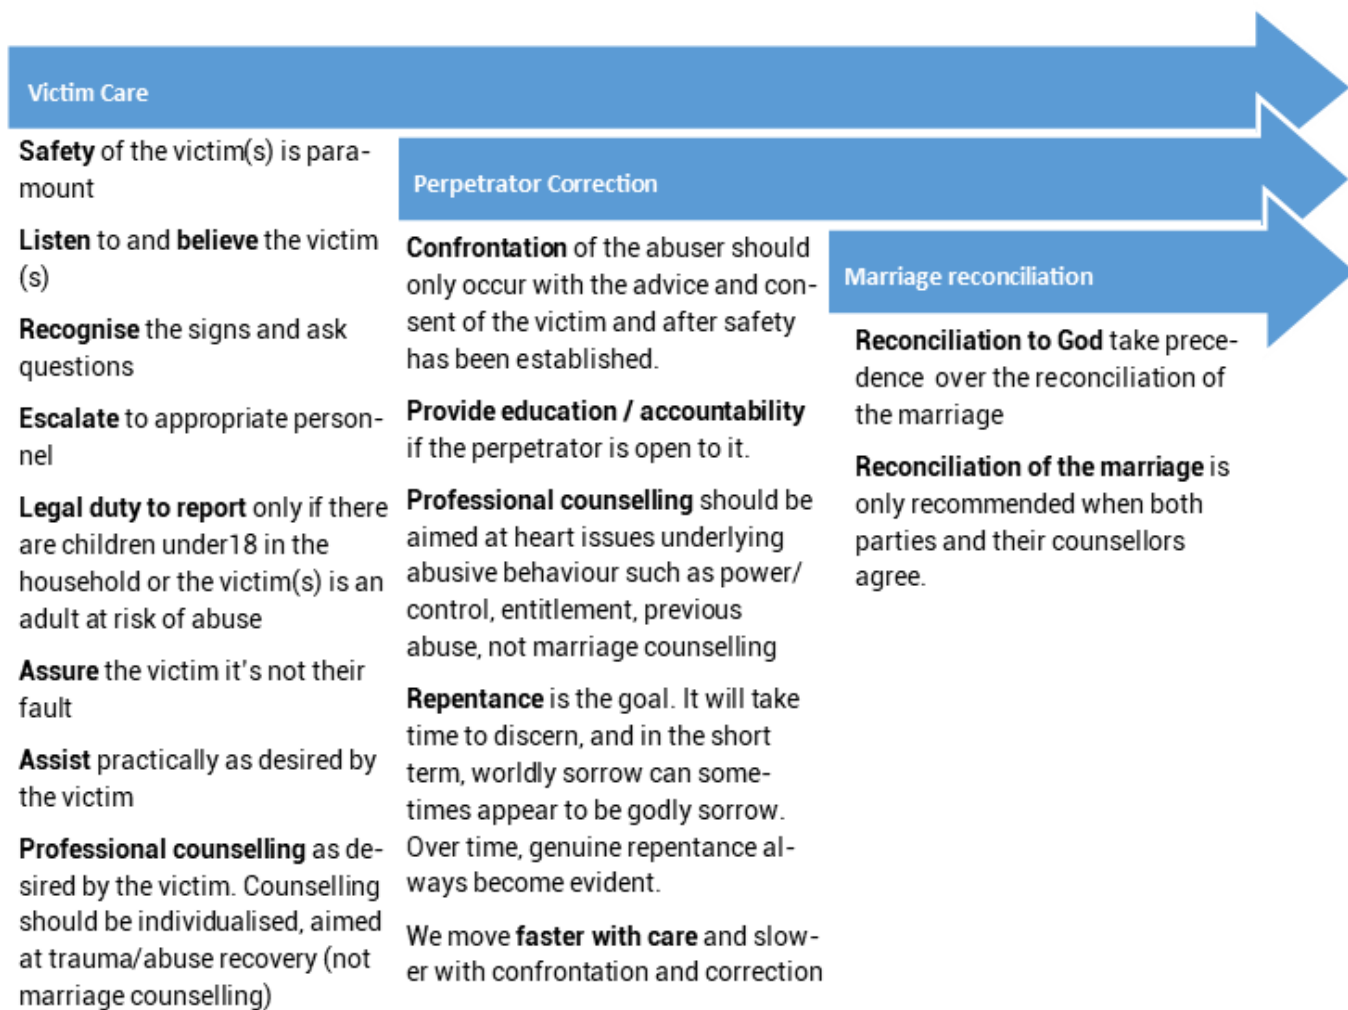 Victim Care
Safety of the victim(s) is para-
mount
Listen to and believe the victim
(s)
Recognise the signs and ask
questions
Escalate to appropriate person-
nel
Legal duty to report only if there
are children under18 in the
household or the victim(s) is an
adult at risk of abuse
Assure the victim it's not their
fault
Assist practically as desired by
the victim
Professional counselling as de-
sired by the victim. Counselling
should be individualised, aimed
at trauma/abuse recovery (not
marriage counselling)
Perpetrator Correction
Confrontation of the abuser should
only occur with the advice and con-
sent of the victim and after safety
has been established.
Provide education / accountability
if the perpetrator is open to it.
Professional counselling should be
aimed at heart issues underlying
abusive behaviour such as power/
control, entitlement, previous
abuse, not marriage counselling
Repentance is the goal. It will take
time to discern, and in the short
term, worldly sorrow can some-
times appear to be godly sorrow.
Over time, genuine repentance al-
ways become evident.
We move faster with care and slow-
er with confrontation and correction
Marriage reconciliation
Reconciliation to God take prece-
dence over the reconciliation of
the marriage
Reconciliation of the marriage is
only recommended when both
parties and their counsellors
agree.